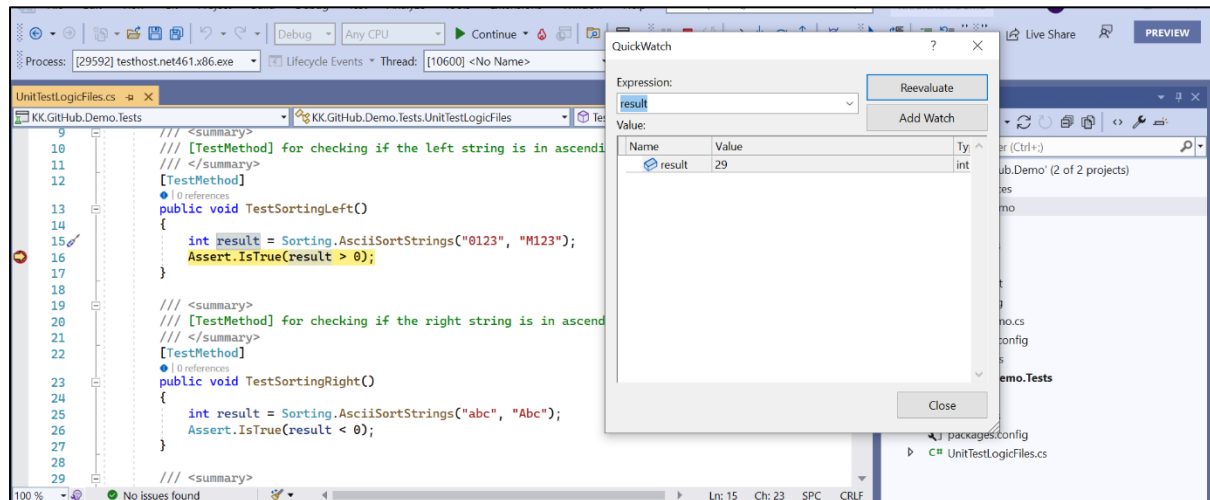 Debug Any CPU Continue Live Share PREVIEW
Process: [29592] testhost.net461.x86.exe Lifecycle Events Thread: [10600] <No Name>
UnitTestLogicFiles.cs
KK.GitHub.Demo.Tests KK.GitHub.Demo.Tests.UnitTestLogicFiles
9 /// <summary>
10 /// [TestMethod] for checking if the left string is in ascendi
11 /// </summary>
12 [TestMethod]
0 references
13 public void TestSortingLeft()
14 {
15 int result = Sorting.AsciiSortStrings("0123", "M123");
16 Assert.IsTrue(result > 0);
17 }
18
19 /// <summary>
20 /// [TestMethod] for checking if the right string is in ascend
21 /// </summary>
22 [TestMethod]
0 references
23 public void TestSortingRight()
24 {
25 int result = Sorting.AsciiSortStrings("abc", "Abc");
26 Assert.IsTrue(result < 0);
27 }
28
29 /// <summary>
100 % No issues found Ln: 15 Ch: 23 SPC CRLF
QuickWatch ? ×
Expression:
result
Reevaluate
Add Watch
Value:
Name Value Ty
result 29 int
Close
er (Ctrl+;)
ub.Demo' (2 of 2 projects)
ces
mo
mo.cs
config
emo.Tests
packages.config
C# UnitTestLogicFiles.cs